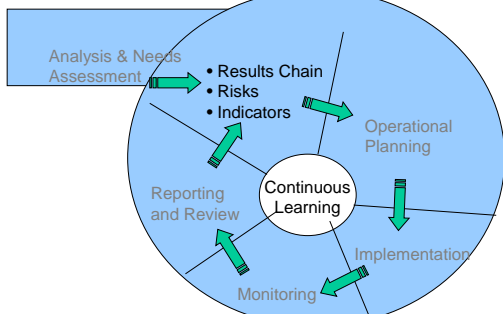 Analysis & Needs
Assessment
• Results Chain
• Risks
• Indicators
Operational
Planning
Continuous
Learning
Reporting
and Review
Implementation
Monitoring